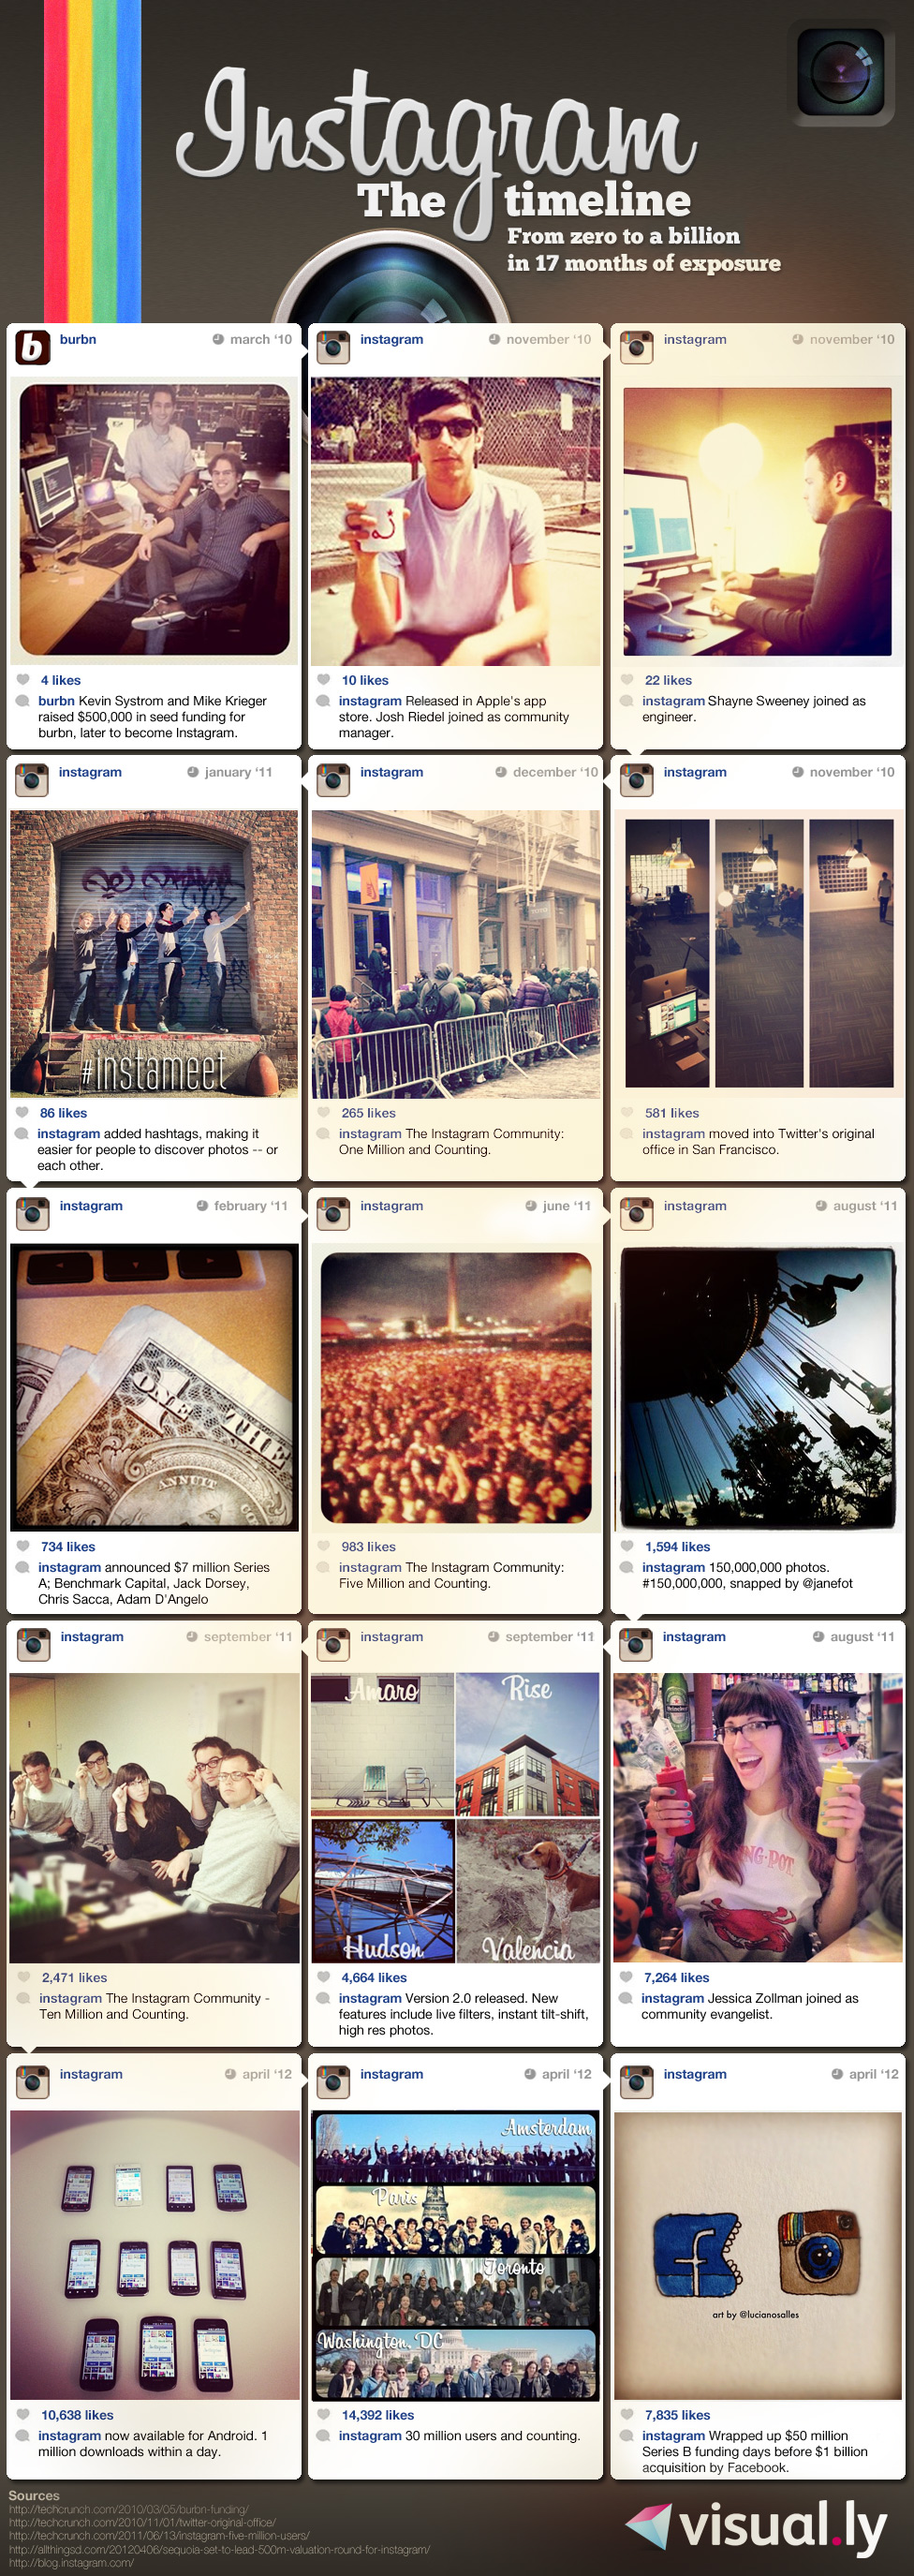 Instagram
The timeline
From zero to a billion
in 17 months of exposure
b
burbn
march ‘10
4 likes
burbn Kevin Systrom and Mike Krieger
raised $500,000 in seed funding for
burbn, later to become Instagram.
instagram
november ‘10
10 likes
instagram Released in Apple's app
store. Josh Riedel joined as community
manager.
instagram
november ‘10
22 likes
instagram Shayne Sweeney joined as
engineer.
instagram
january ‘11
#instameet
86 likes
instagram added hashtags, making it
easier for people to discover photos -- or
each other.
instagram
december ‘10
265 likes
instagram The Instagram Community:
One Million and Counting.
instagram
november ‘10
581 likes
instagram moved into Twitter's original
office in San Francisco.
instagram
february ‘11
ONE
THE
ANNUIT
734 likes
instagram announced $7 million Series
A; Benchmark Capital, Jack Dorsey,
Chris Sacca, Adam D'Angelo
instagram
june ‘11
983 likes
instagram The Instagram Community:
Five Million and Counting.
instagram
august ‘11
1,594 likes
instagram 150,000,000 photos.
#150,000,000, snapped by @janefot
instagram
september ‘11
2,471 likes
instagram The Instagram Community -
Ten Million and Counting.
instagram
september ‘11
Amaro
Rise
Hudson
Valencia
4,664 likes
instagram Version 2.0 released. New
features include live filters, instant tilt-shift,
high res photos.
instagram
august ‘11
Heineken
7,264 likes
instagram Jessica Zollman joined as
community evangelist.
instagram
april ‘12
10,638 likes
instagram now available for Android. 1
million downloads within a day.
instagram
april ‘12
Amsterdam
Paris
Toronto
Washington, DC
14,392 likes
instagram 30 million users and counting.
instagram
april ‘12
f
art by @lucianosalles
7,835 likes
instagram Wrapped up $50 million
Series B funding days before $1 billion
acquisition by Facebook.
Sources
http://techcrunch.com/2010/03/05/burbn-funding/
http://techcrunch.com/2010/11/01/twitter-original-office/
http://techcrunch.com/2011/06/13/instagram-five-million-users/
http://allthingsd.com/20120406/sequoia-set-to-lead-500m-valuation-round-for-instagram/
http://blog.instagram.com/
visual.ly